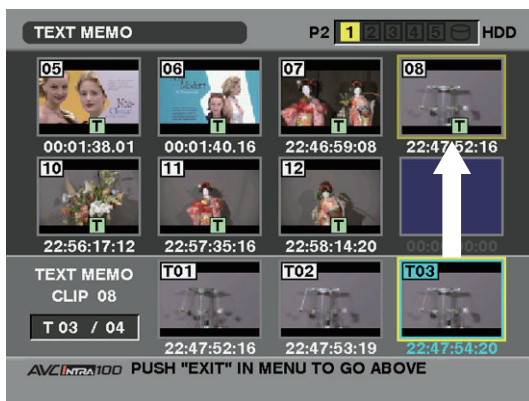 TEXT MEMO
P2 1 2 3 4 5 HDD
05 06 07 08
T T T T
00:01:38.01 00:01:40.16 22:46:59:08 22:47:52:16
10 11 12
T T T
22:56:17:12 22:57:35:16 22:58:14:20
TEXT MEMO
CLIP 08
T 03 / 04
T01 T02 T03
22:47:52:16 22:47:53:19 22:47:54:20
AVC INTRA 100 PUSH "EXIT" IN MENU TO GO ABOVE